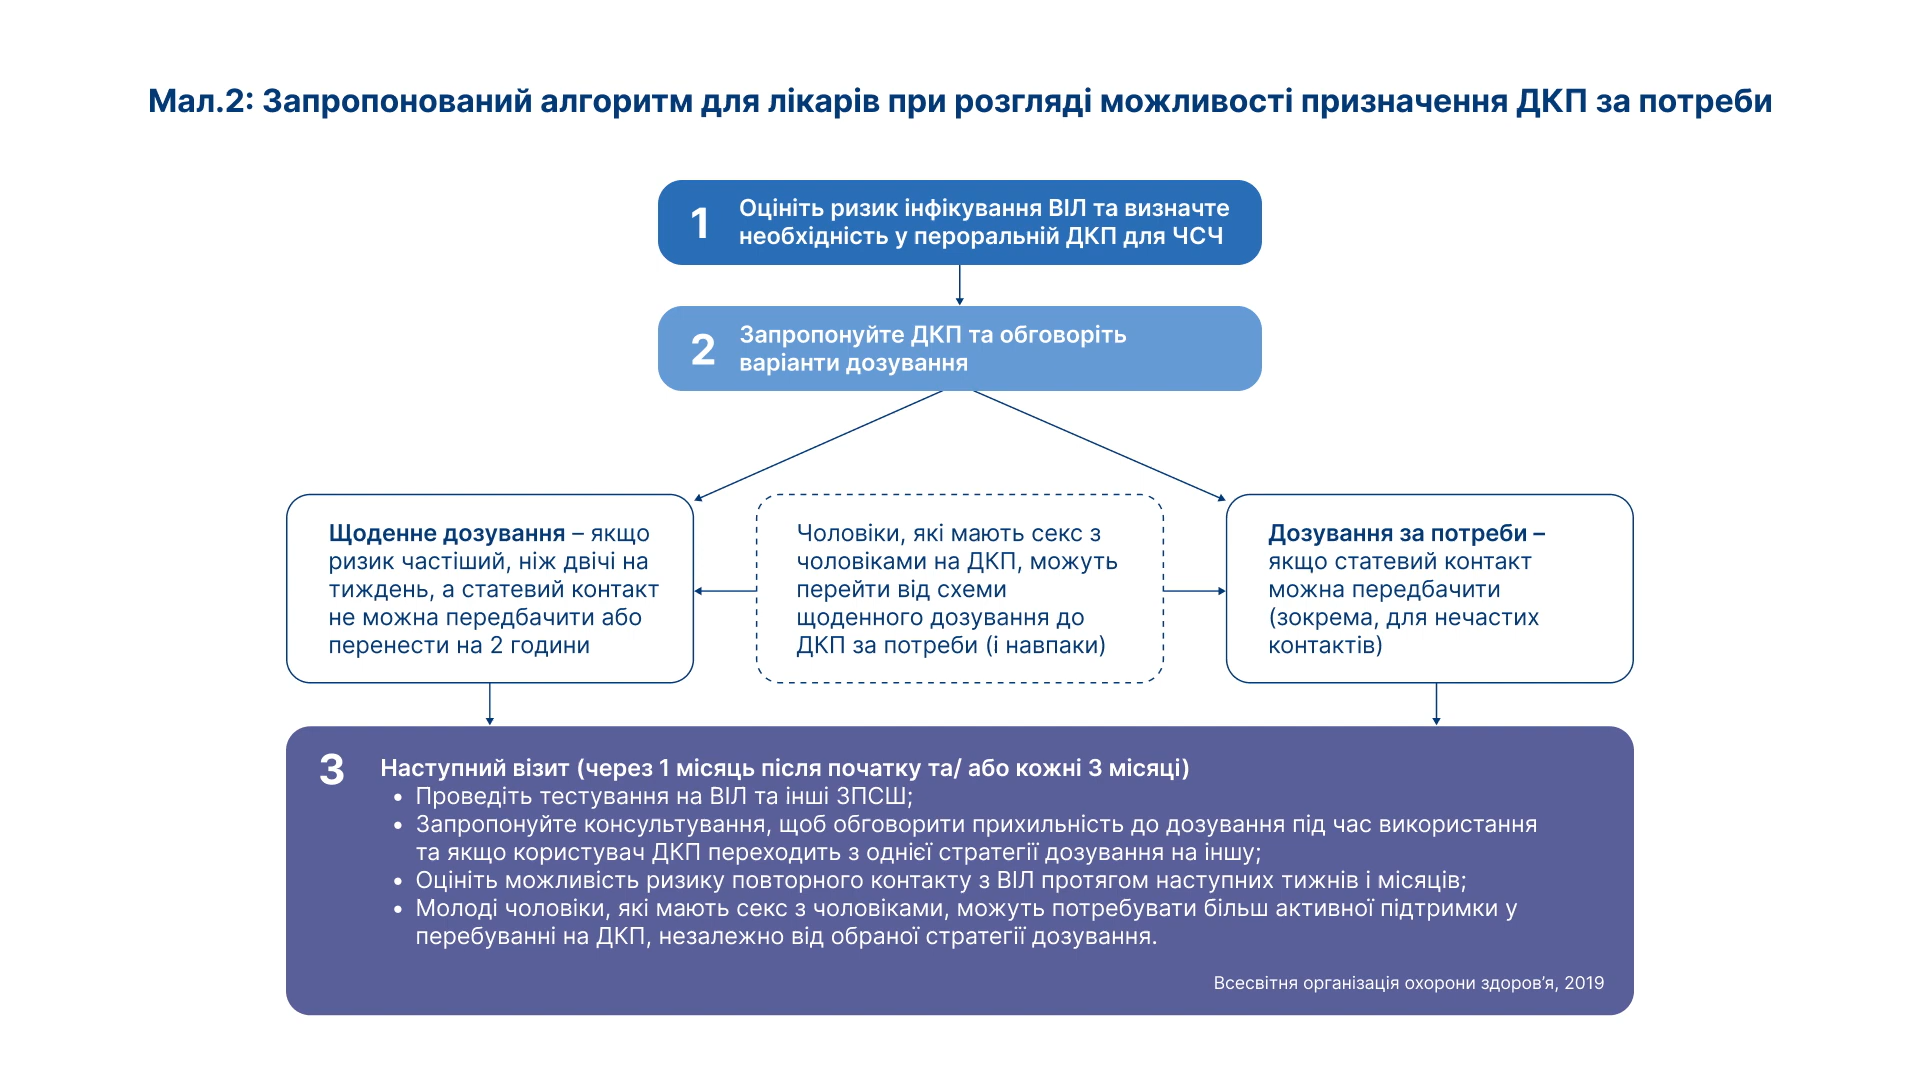 Мал.2: Запропонований алгоритм для лікарів при розгляді можливості призначення ДКП за потреби
1
Оцініть ризик інфікування ВІЛ та визначте
необхідність у пероральній ДКП для ЧСЧ
2
Запропонуйте ДКП та обговоріть
варіанти дозування
Щоденне дозування – якщо
ризик частіший, ніж двічі на
тиждень, а статевий контакт
не можна передбачити або
перенести на 2 години
Чоловіки, які мають секс з
чоловіками на ДКП, можуть
перейти від схеми
щоденного дозування до
ДКП за потреби (і навпаки)
Дозування за потреби –
якщо статевий контакт
можна передбачити
(зокрема, для нечастих
контактів)
3
Наступний візит (через 1 місяць після початку та/ або кожні 3 місяці)
• Проведіть тестування на ВІЛ та інші ЗПСШ;
• Запропонуйте консультування, щоб обговорити прихильність до дозування під час використання
та якщо користувач ДКП переходить з однієї стратегії дозування на іншу;
• Оцініть можливість ризику повторного контакту з ВІЛ протягом наступних тижнів і місяців;
• Молоді чоловіки, які мають секс з чоловіками, можуть потребувати більш активної підтримки у
перебуванні на ДКП, незалежно від обраної стратегії дозування.
Всесвітня організація охорони здоров’я, 2019